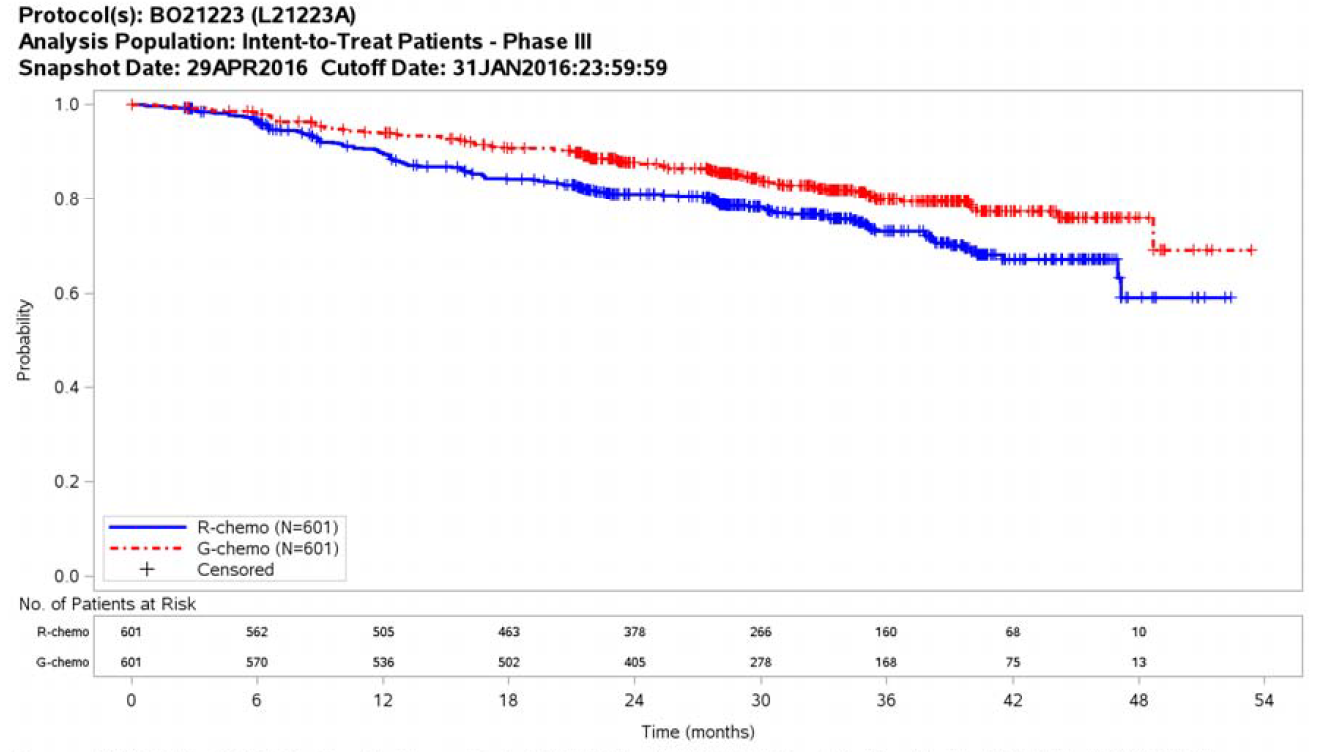 Protocol(s): BO21223 (L21223A)
Analysis Population: Intent-to-Treat Patients - Phase III
Snapshot Date: 29APR2016 Cutoff Date: 31JAN2016:23:59:59
1.0
0.8
0.6
0.4
0.2
0.0
Probability
R-chemo (N=601)
G-chemo (N=601)
Censored
No. of Patients at Risk
R-chemo 601 562 505 463 378 266 160 68 10
G-chemo 601 570 536 502 405 278 168 75 13
0 6 12 18 24 30 36 42 48 54
Time (months)